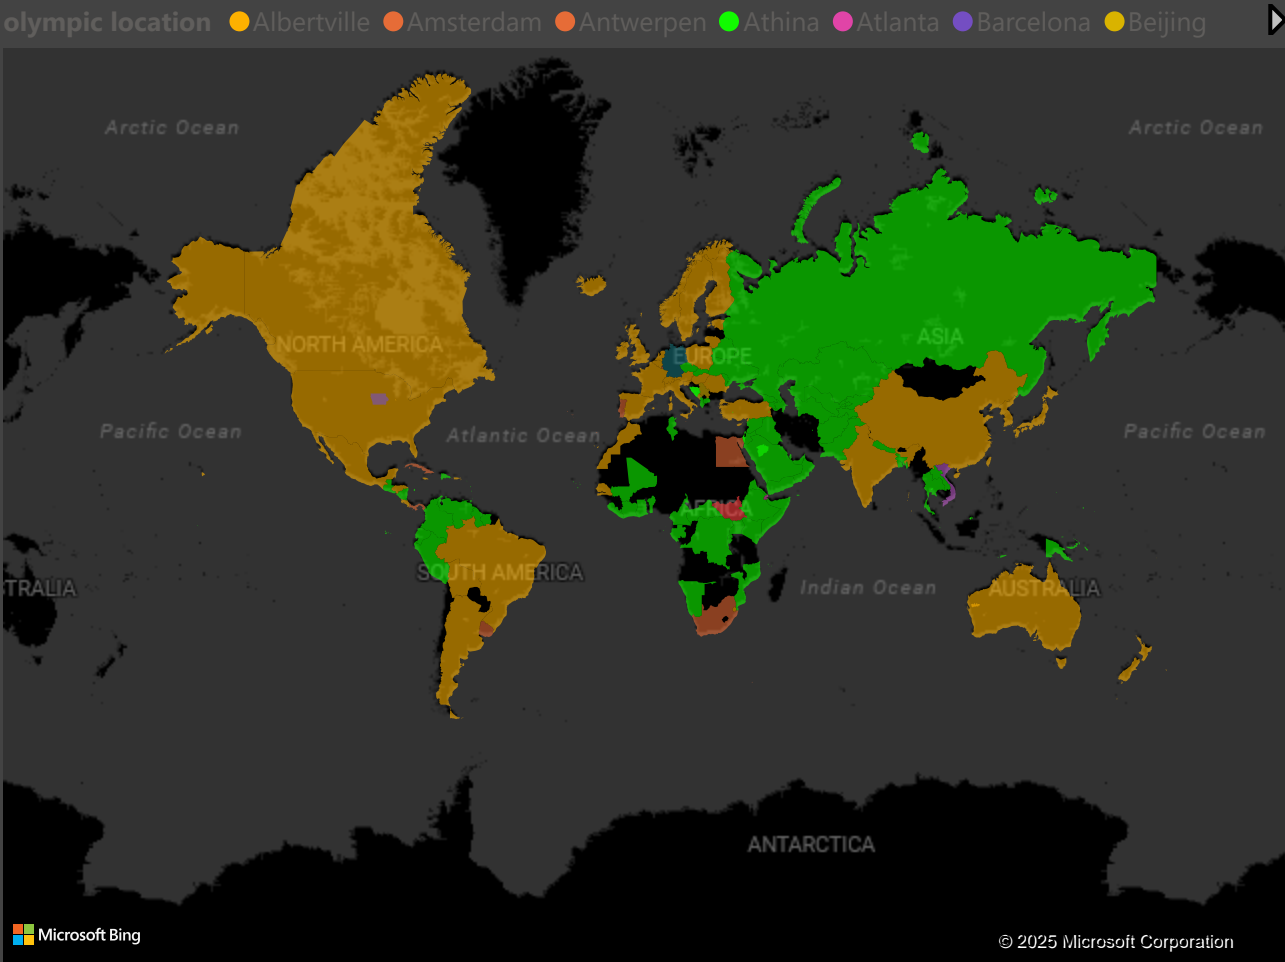 olympic location Albertville Amsterdam Antwerpen Athina Atlanta Barcelona Beijing
Arctic Ocean
Arctic Ocean
ASIA
NORTH AMERICA
EUROPE
Pacific Ocean
Atlantic Ocean
Pacific Ocean
AFRICA
SOUTH AMERICA
TRALIA
Indian Ocean
AUSTRALIA
ANTARCTICA
Microsoft Bing
© 2025 Microsoft Corporation